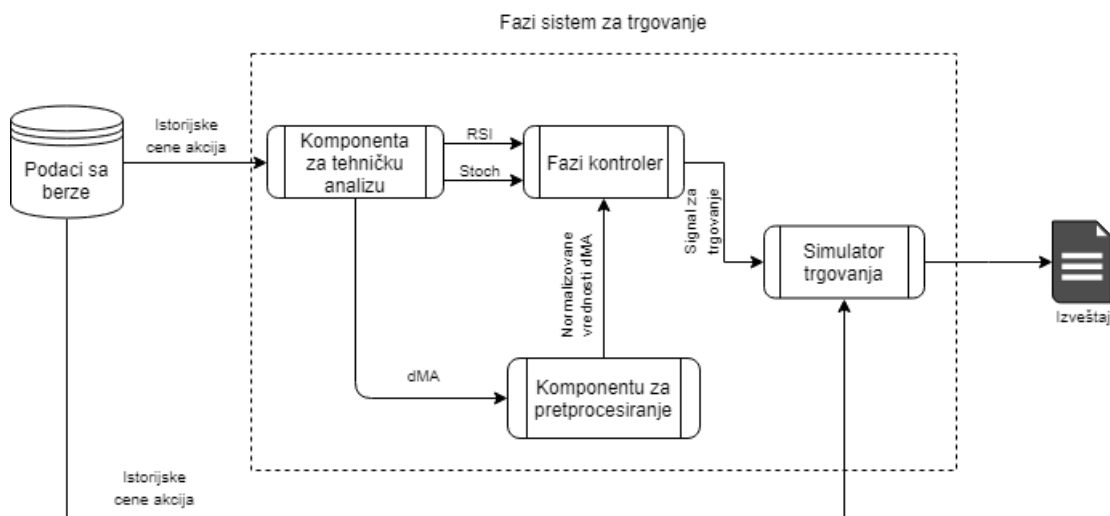 Fazi sistem za trgovanje
Podaci sa
berze
Istorijske
cene akcija
Komponenta
za tehničku
analizu
RSI
Stoch
Fazi kontroler
Signal za
trgovanje
Normalizovane
vrednosti dMA
Simulator
trgovanja
Izveštaj
dMA
Komponentu za
pretprocesiranje
Istorijske
cene akcija